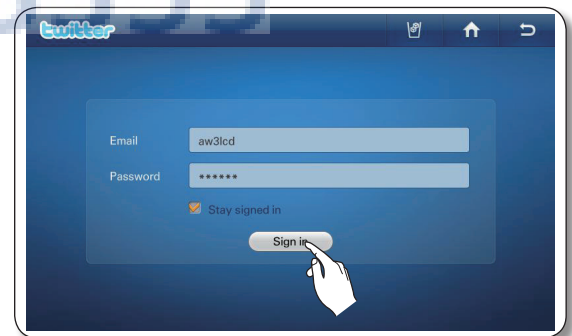 twitter
Email
aw3lcd
Password
******
Stay signed in
Sign in